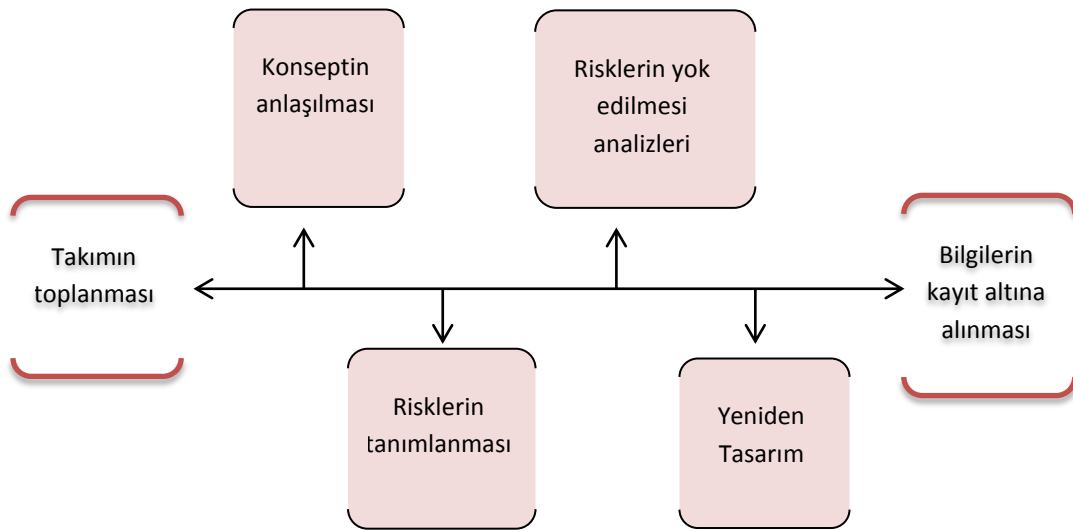 Konseptin
anlaşılması
Risklerin yok
edilmesi
analizleri
Takımın
toplanması
Bilgilerin
kayıt altına
alınması
Risklerin
tanımlanması
Yeniden
Tasarım